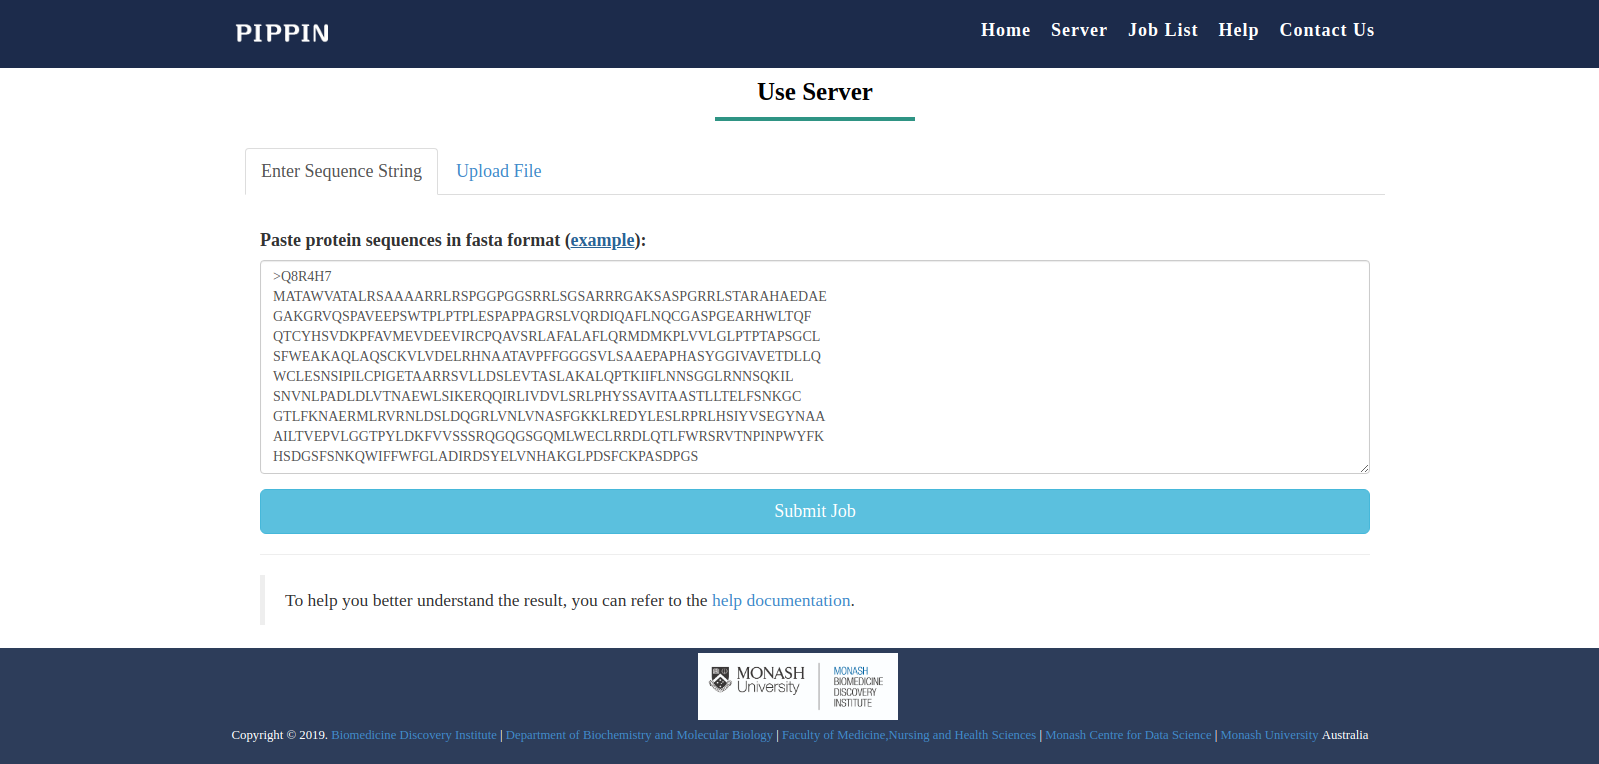 PIPPIN
Home Server Job List Help Contact Us
Use Server
Enter Sequence String Upload File
Paste protein sequences in fasta format (example):
>Q8R4H7
MATAWVATALRSAAAARRLRSPGGPGGSRRLSGSARRRGAKSASPGRRLSTARAHAEDAE
GAKGRVQSPAVEEPSWTPLPTPLESPAPPAGRSLVQRDIQAFLNQCGASPGEARHWLTQF
QTCYHSVDKPFAVMEVDEEVIRCPQAVSRLAFALAFLQRMDMKPLVVLGLPTPTAPSGCL
SFWEAKAQLAQSCKVLVDELRHNAATAVPFFGGGSVLSAAEPAPHASYGGIVAVETDLLQ
WCLESNSIPILCPIGETAARRSVLLDSLEVTASLAKALQPTKIIFLNNSGGLRNNSQKIL
SNVNLPADLDLVTNAEWLSIKERQQIRLIVDVLSRLPHYSSAVITAASTLLTELFSNKGC
GTLFKNAERMLRVRNLDSLDQGRLVNLVNASFGKKLREDYLESLRPRLHSIYVSEGYNAA
AILTVEPVLGGTPYLDKFVVSSSRQGQGSGQMLWECLRRDLQTLFWRSRVTNPINPWYFK
HSDGSFSNKQWIFFWFGLADIRDSYELVNHAKGLPDSFCKPASDPGS
Submit Job
To help you better understand the result, you can refer to the help documentation.
MONASH University
MONASH
BIOMEDICINE
DISCOVERY
INSTITUTE
Copyright © 2019. Biomedicine Discovery Institute | Department of Biochemistry and Molecular Biology | Faculty of Medicine,Nursing and Health Sciences | Monash Centre for Data Science | Monash University Australia